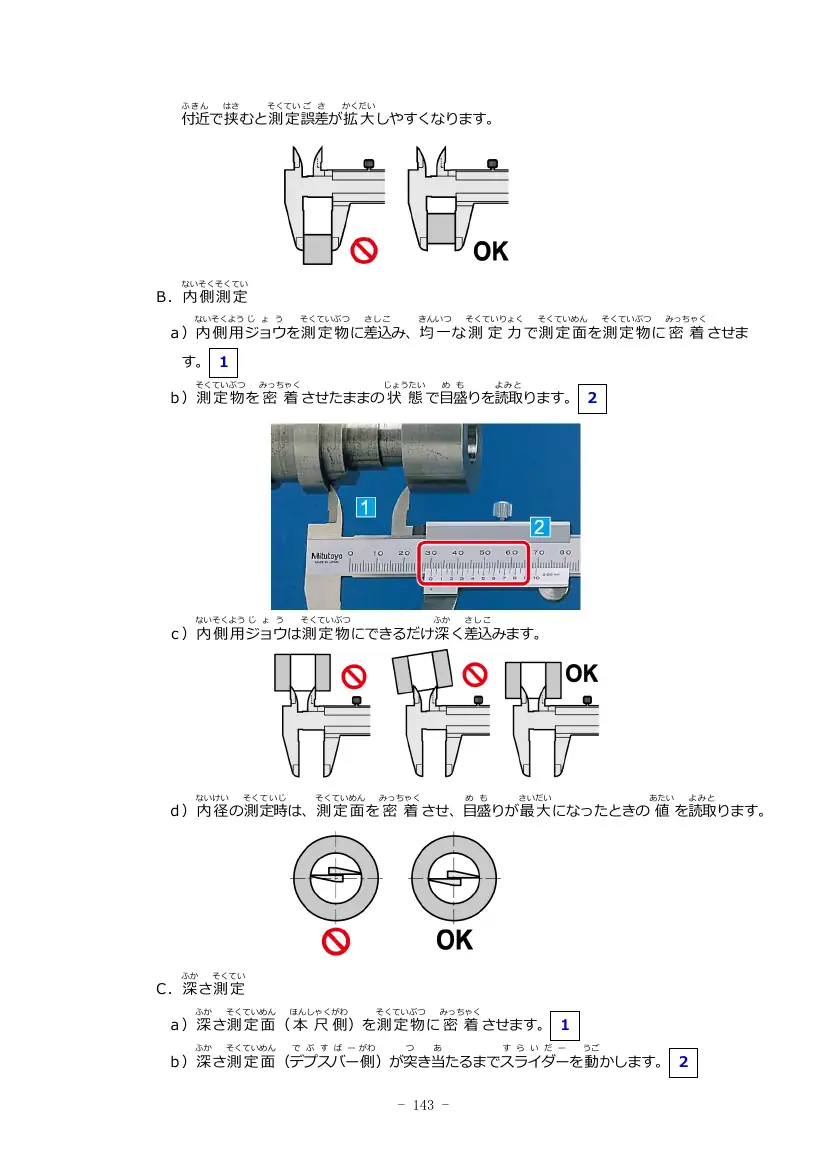 付近で挟むと測定誤差が拡大しやすくなります。
OK
B．内側測定
a）内側用ジョウを測定物に差込み、均一な測定力で測定面を測定物に密着させま
す。 1
b）測定物を密着させたままの状態で目盛りを読取ります。 2
1
2
Mitutoyo 0 10 20 30 40 50 60 70 80
0 1 2 3 4 5 6 7 8 9 10
c）内側用ジョウは測定物にできるだけ深く差込みます。
OK
d）内径の測定時は、測定面を密着させ、目盛りが最大になったときの値を読取ります。
OK
C．深さ測定
a）深さ測定面（本尺側）を測定物に密着させます。 1
b）深さ測定面（デプスバー側）が突き当たるまでスライダーを動かします。 2
- 143 -